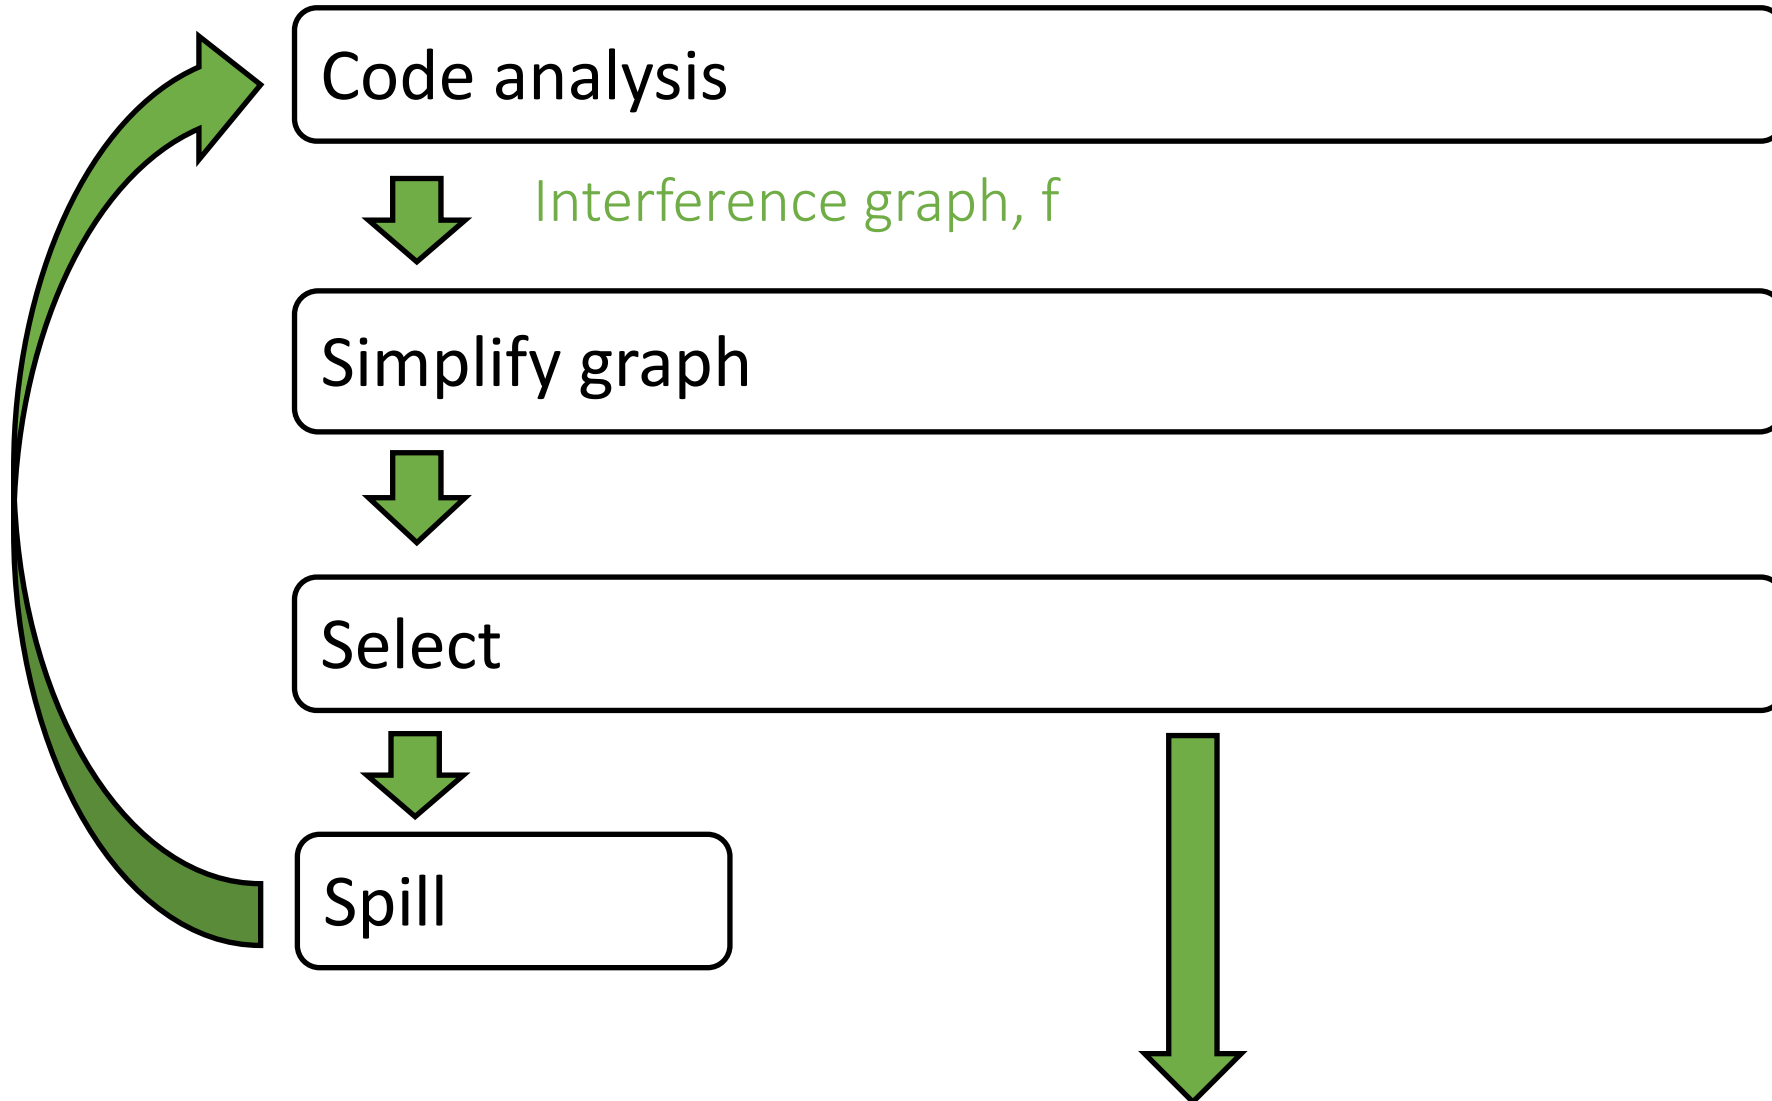 Code analysis
Interference graph, f
Simplify graph
Select
Spill